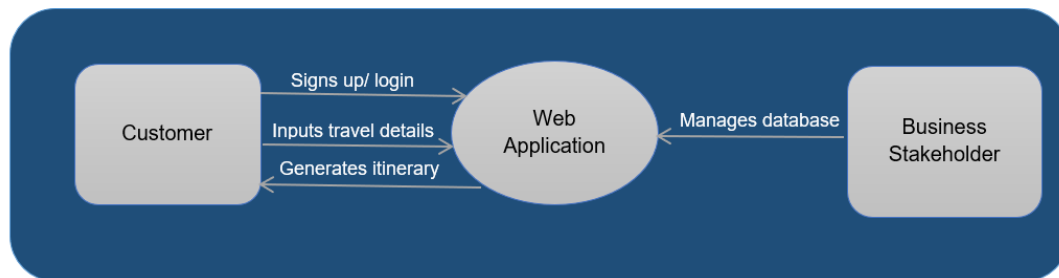 Signs up/ login
Customer
Inputs travel details
Generates itinerary
Web
Application
Manages database
Business
Stakeholder